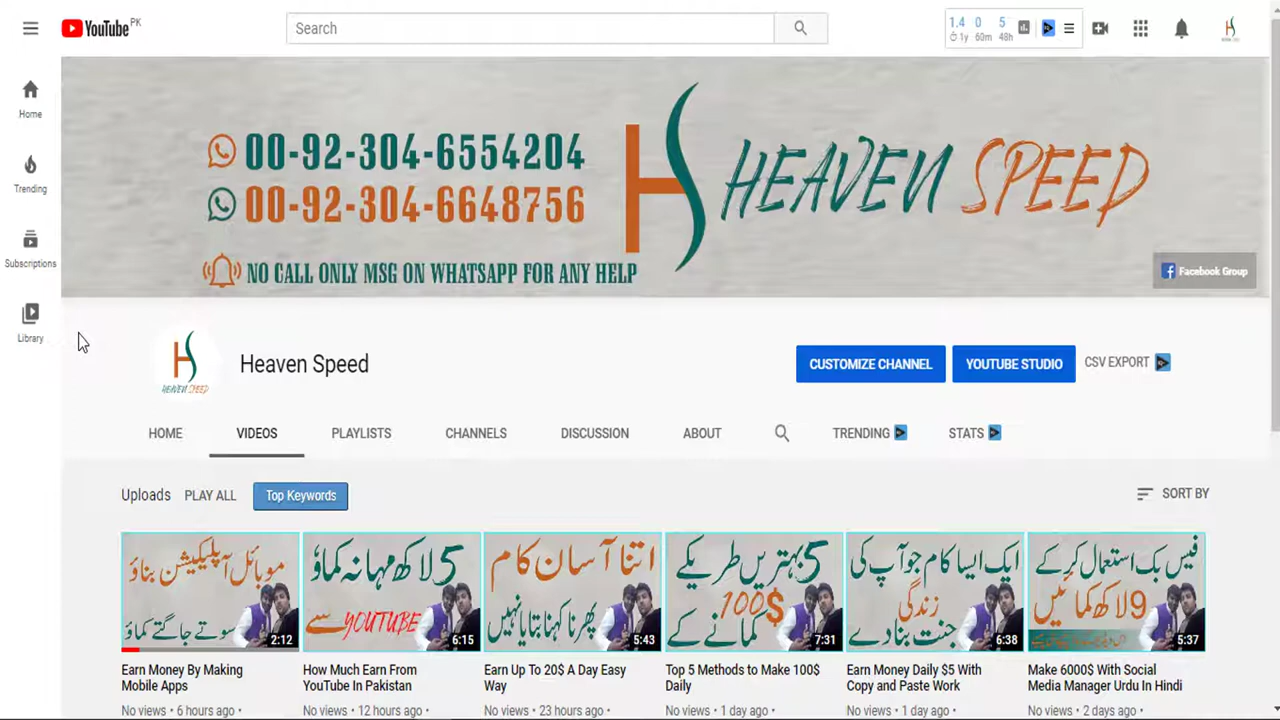 YouTube PK
Search
1.4 0 5
1y 60m 48h
Home
Trending
Subscriptions
Library
00-92-304-6554204
00-92-304-6648756
NO CALL ONLY MSG ON WHATSAPP FOR ANY HELP
HS HEAVEN SPEED
Facebook Group
HS
HEAVEN SPEED
Heaven Speed
CUSTOMIZE CHANNEL
YOUTUBE STUDIO
CSV EXPORT
HOME VIDEOS PLAYLISTS CHANNELS DISCUSSION ABOUT TRENDING STATS
Uploads PLAY ALL Top Keywords SORT BY
موبائل آپلیکیشن بناؤ
سوتے جاگتے کماؤ
2:12
5 لاکھ مہانہ کماؤ
YOUTUBE سے
6:15
اتنا آسان کام
پھر نا کہنا بتایا نہیں
5:43
5 بہترین طریکے
100$
کمانے کے
7:31
ایک ایسا کام جو آپ کی
زندگی
جنت بنا دے
6:38
فیس بک استعمال کر کے
9 لاکھ کمائیں
5:37
Earn Money By Making
Mobile Apps
No views • 6 hours ago •
How Much Earn From
YouTube In Pakistan
No views • 12 hours ago •
Earn Up To 20$ A Day Easy
Way
No views • 23 hours ago •
Top 5 Methods to Make 100$
Daily
No views • 1 day ago •
Earn Money Daily $5 With
Copy and Paste Work
No views • 1 day ago •
Make 6000$ With Social
Media Manager Urdu In Hindi
No views • 2 days ago •